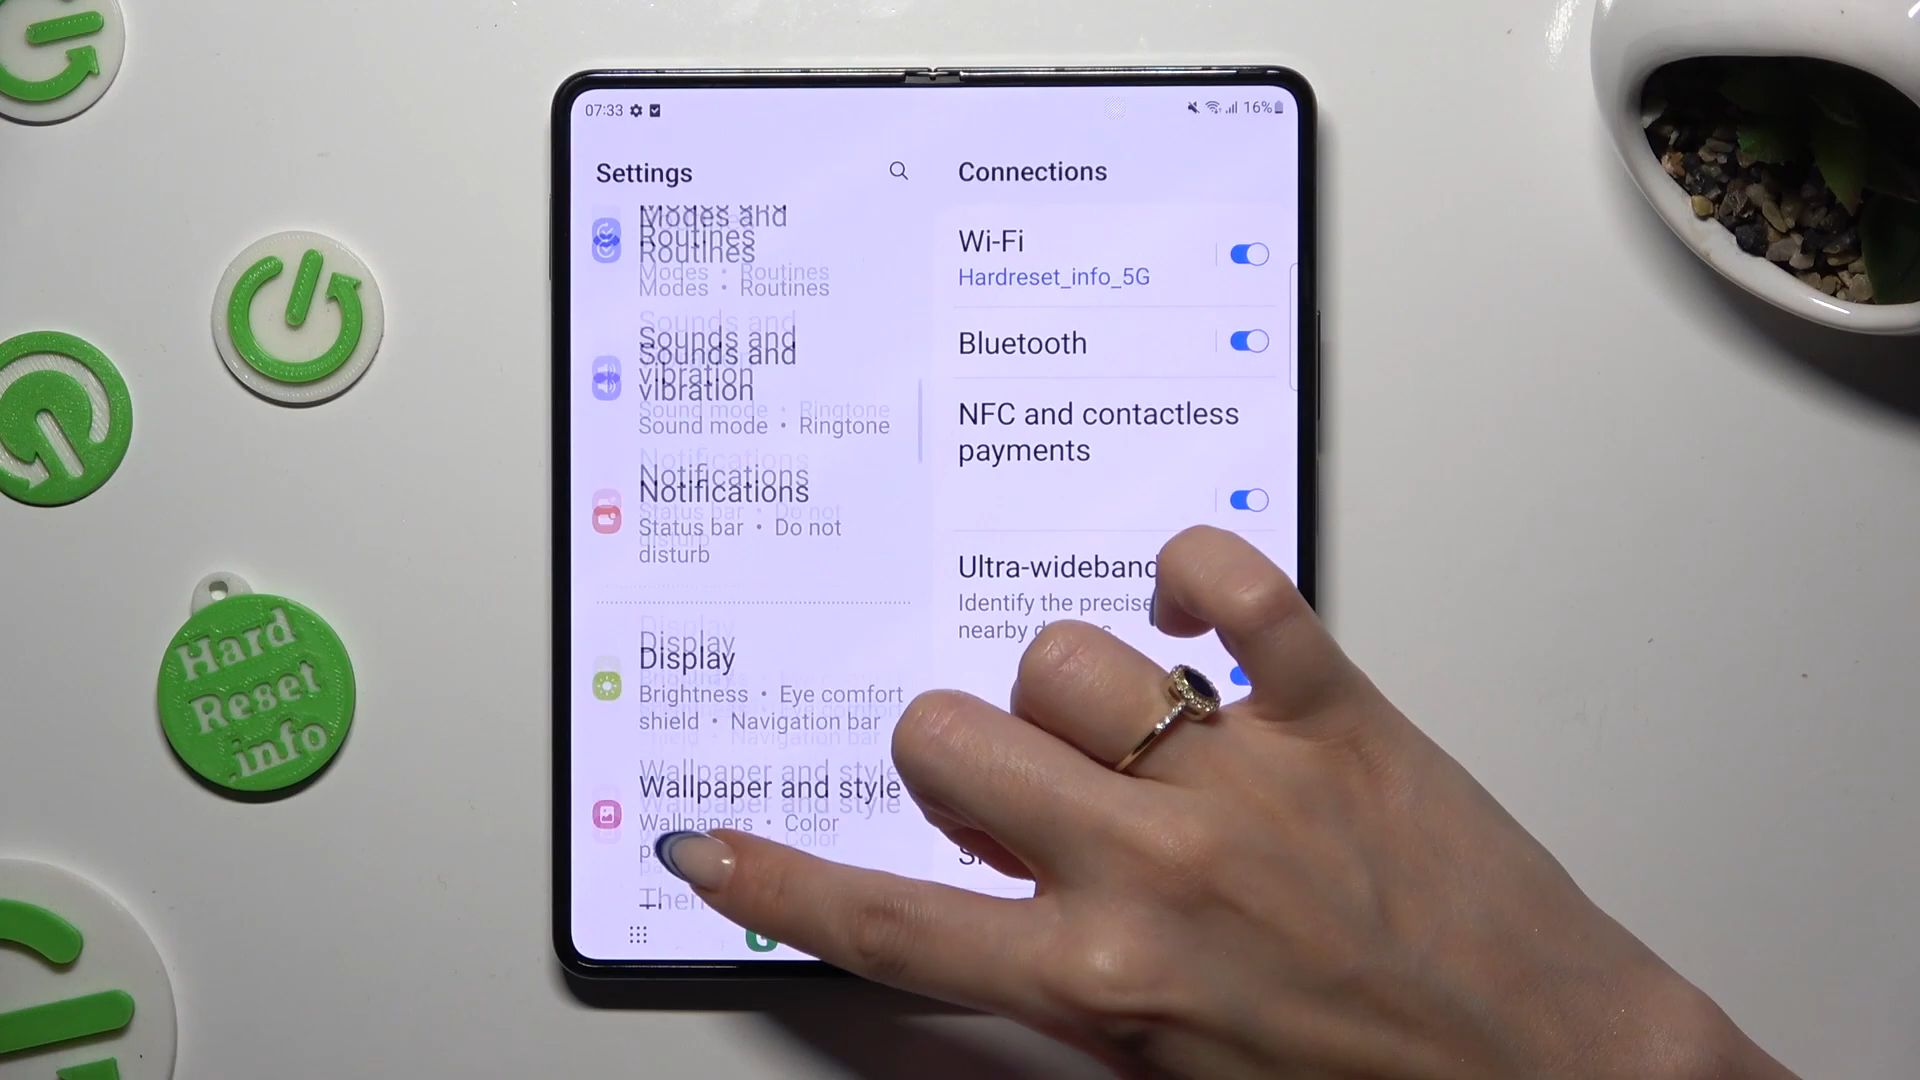 07:33
16%
Settings
Connections
Modes and
Routines
Modes • Routines
Sounds and
vibration
Sound mode • Ringtone
Notifications
Status bar • Do not
disturb
Display
Brightness • Eye comfort
shield • Navigation bar
Wallpaper and style
Wallpapers • Color
Wi-Fi
Hardreset_info_5G
Bluetooth
NFC and contactless
payments
Ultra-wideband
Identify the precise
nearby
Hard
Reset
.info